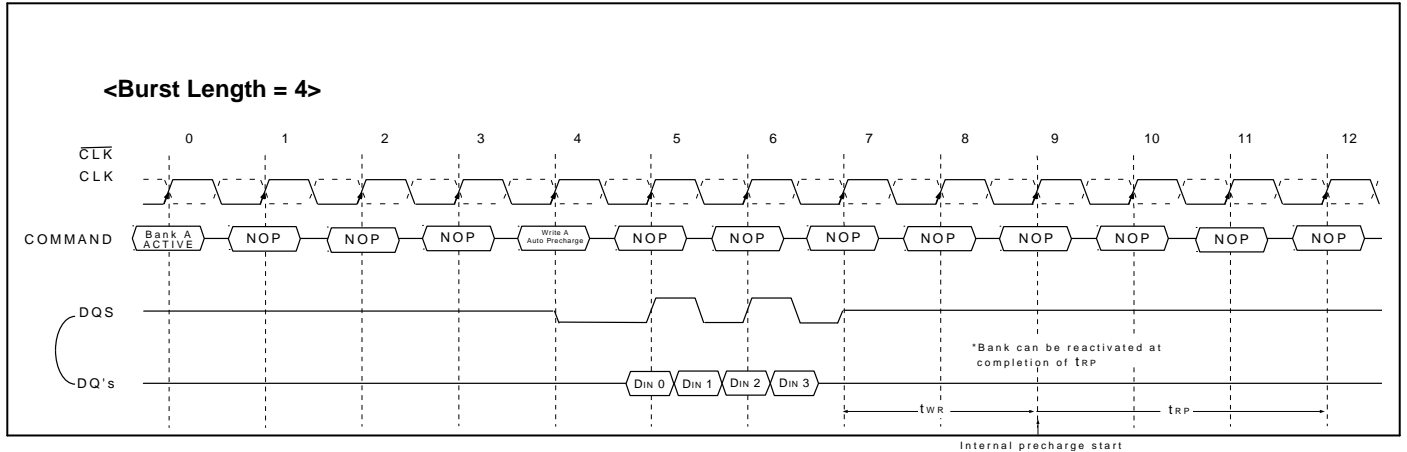 <Burst Length = 4>
0 1 2 3 4 5 6 7 8 9 10 11 12
CLK
CLK
COMMAND
Bank A
ACTIVE
NOP
NOP
NOP
Write A
Auto Precharge
NOP
NOP
NOP
NOP
NOP
NOP
NOP
NOP
DQS
*Bank can be reactivated at
completion of tRP
DQ's
DIN 0 DIN 1 DIN 2 DIN 3
tWR
tRP
Internal precharge start